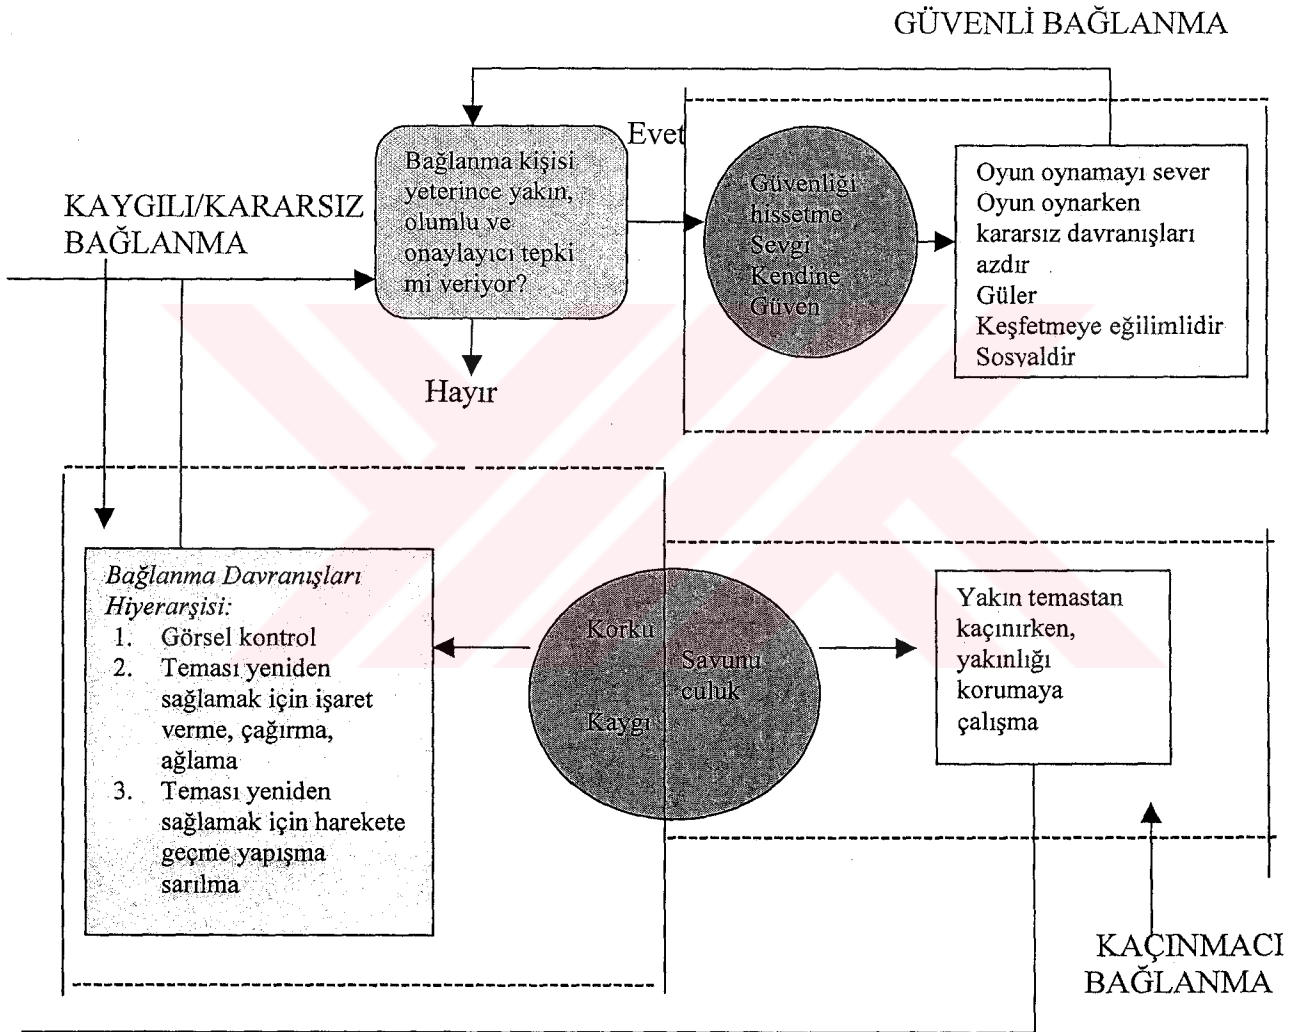 GÜVENLİ BAĞLANMA
Evet
Bağlanma kişisi
yeterince yakın,
olumlu ve
onaylayıcı tepki
mi veriyor?
Güvenliği
hissetme
Sevgi
Kendine
Güven
Oyun oynamayı sever
Oyun oynarken
kararsız davranışları
azdır
Güler
Keşfetmeye eğilimlidir
Sosyaldir
KAYGILI/KARARSIZ
BAĞLANMA
Hayır
Bağlanma Davranışları
Hiyerarşisi:
1. Görsel kontrol
2. Teması yeniden
sağlamak için işaret
verme, çağırma,
ağlama
3. Teması yeniden
sağlamak için harekete
geçme yapışma
sarılma
Korku
Kaygı
Savunu
culuk
Yakın temastan
kaçınırken,
yakınlığı
korumaya
çalışma
KAÇINMACI
BAĞLANMA